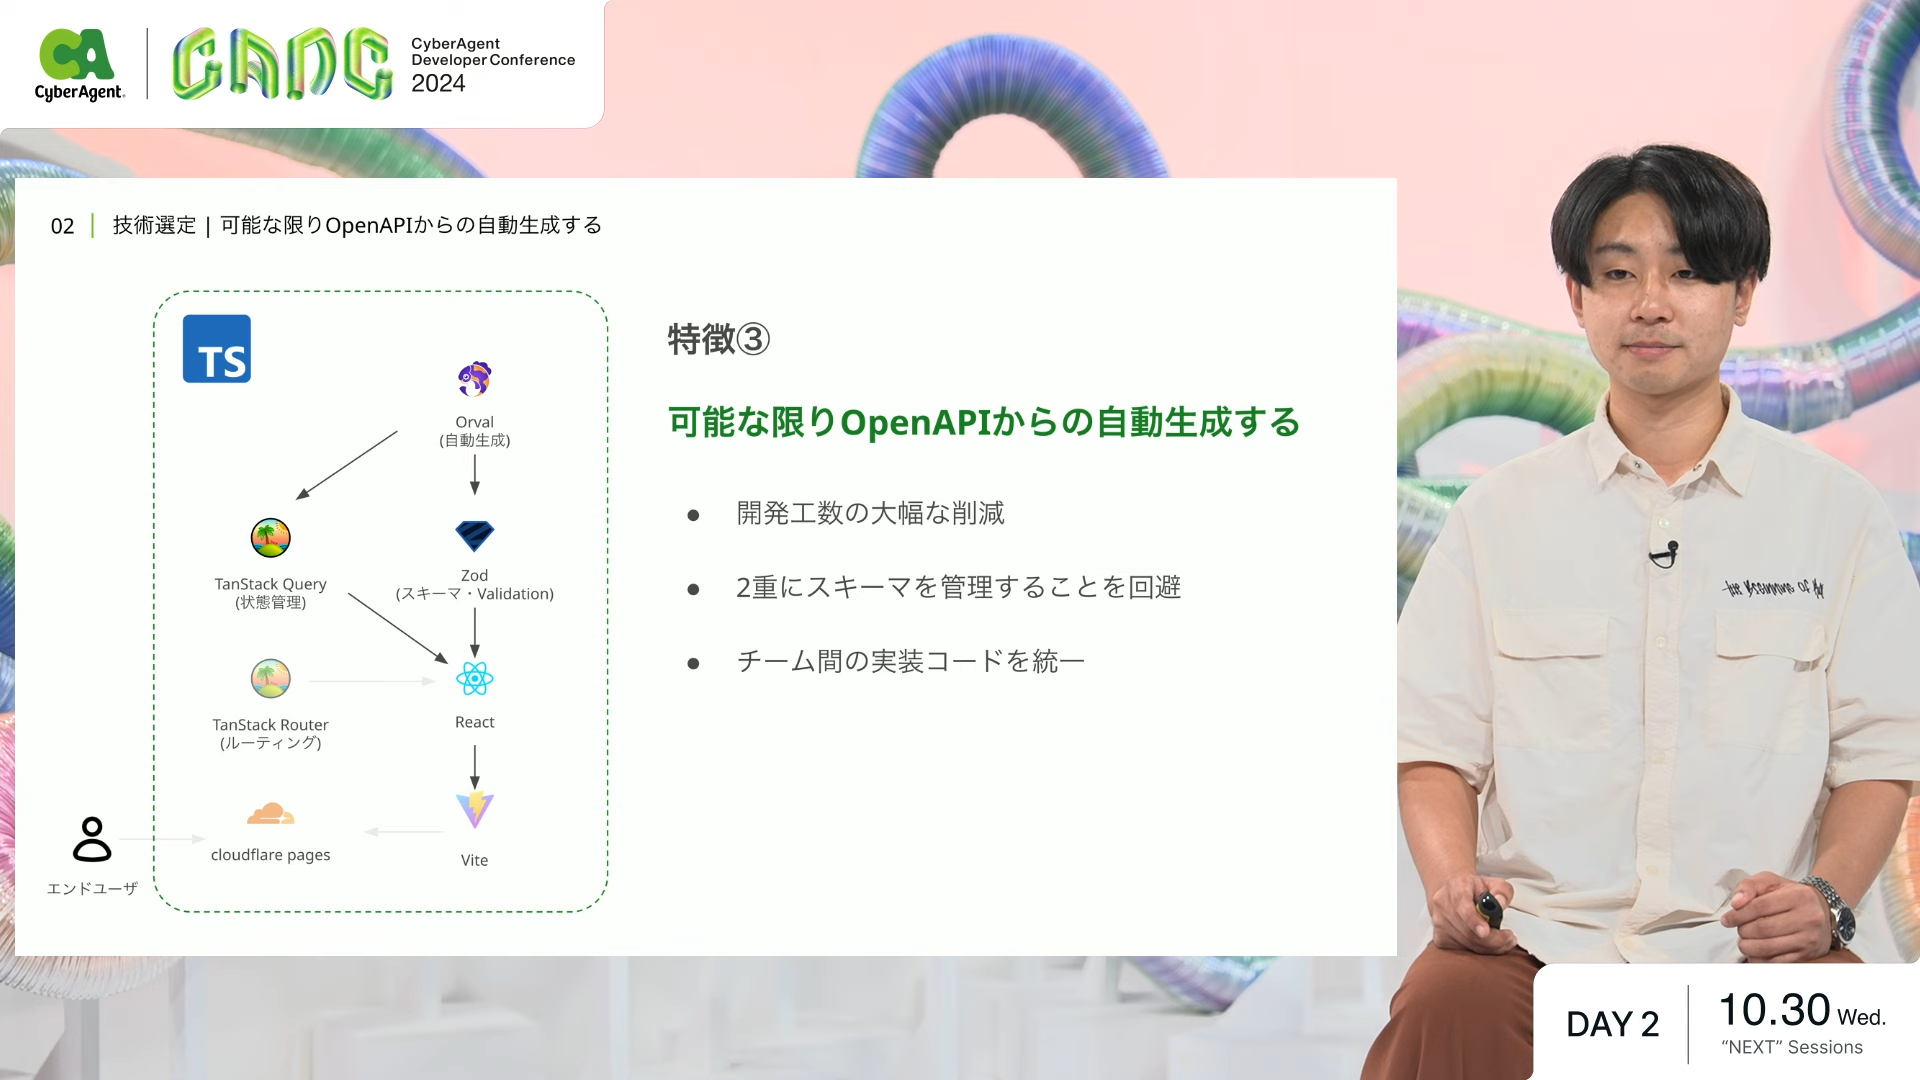 CyberAgent
CyberAgent
Developer Conference
2024
02 | 技術選定 | 可能な限りOpenAPIからの自動生成する
TS
Orval
(自動生成)
TanStack Query
(状態管理)
Zod
(スキーマ・Validation)
TanStack Router
(ルーティング)
React
cloudflare pages
Vite
エンドユーザ
特徴③
可能な限りOpenAPIからの自動生成する
● 開発工数の大幅な削減
● 2重にスキーマを管理することを回避
● チーム間の実装コードを統一
DAY 2
10.30 Wed.
“NEXT” Sessions